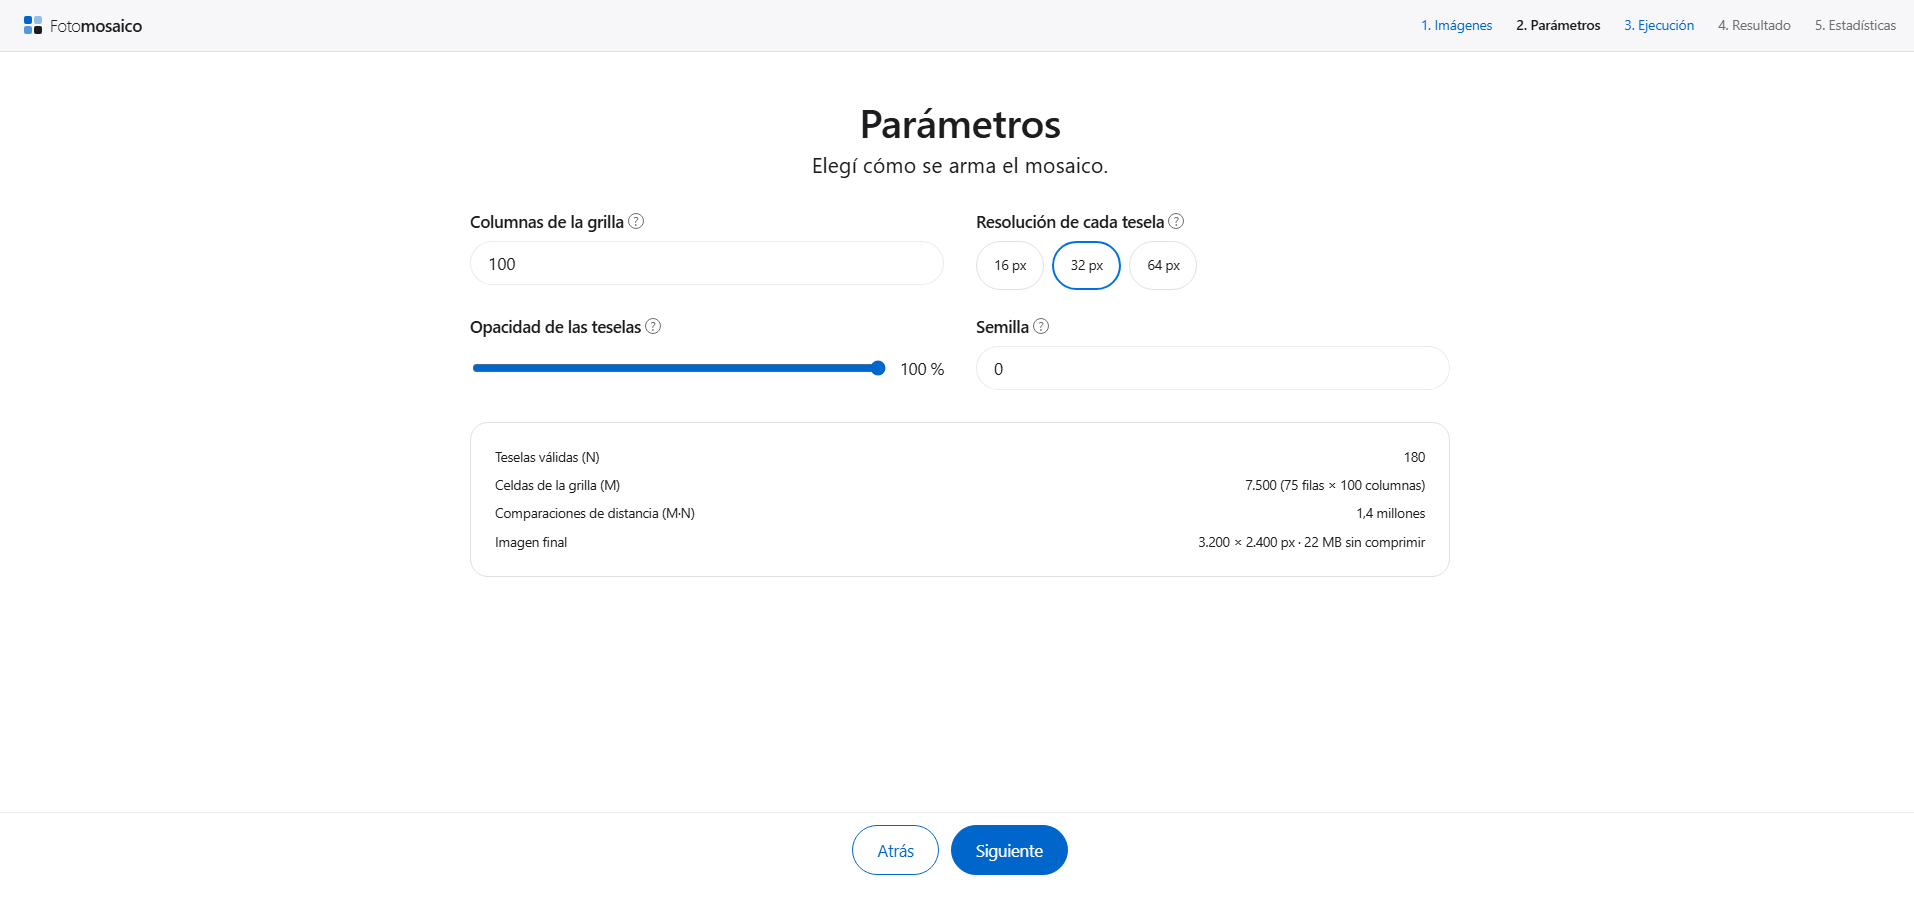 Fotomosaico
1. Imágenes 2. Parámetros 3. Ejecución 4. Resultado 5. Estadísticas
Parámetros
Elegí cómo se arma el mosaico.
Columnas de la grilla ?
100
Resolución de cada tesela ?
16 px 32 px 64 px
Opacidad de las teselas ?
100 %
Semilla ?
0
Teselas válidas (N) 180
Celdas de la grilla (M) 7.500 (75 filas × 100 columnas)
Comparaciones de distancia (M·N) 1,4 millones
Imagen final 3.200 × 2.400 px · 22 MB sin comprimir
Atrás Siguiente